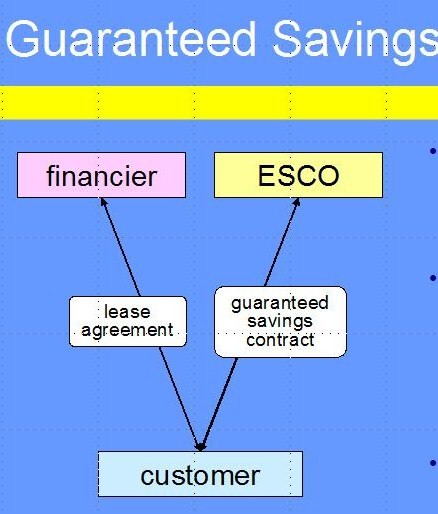 Guaranteed Savings
financier
ESCO
lease
agreement
guaranteed
savings
contract
customer